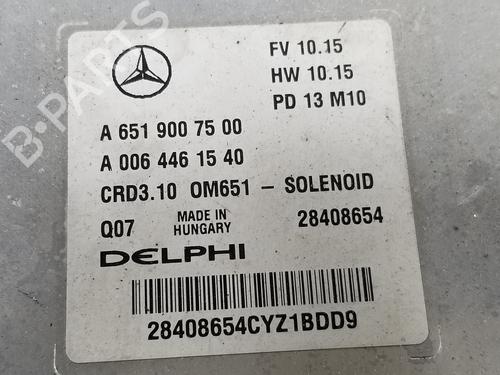 FV 10.15
HW 10.15
PD 13 M10
A 651 900 75 00
A 006 446 15 40
CRD3.10 OM651 - SOLENOID
Q07 MADE IN HUNGARY 28408654
DELPHI
28408654CYZ1BDD9
B-PARTS